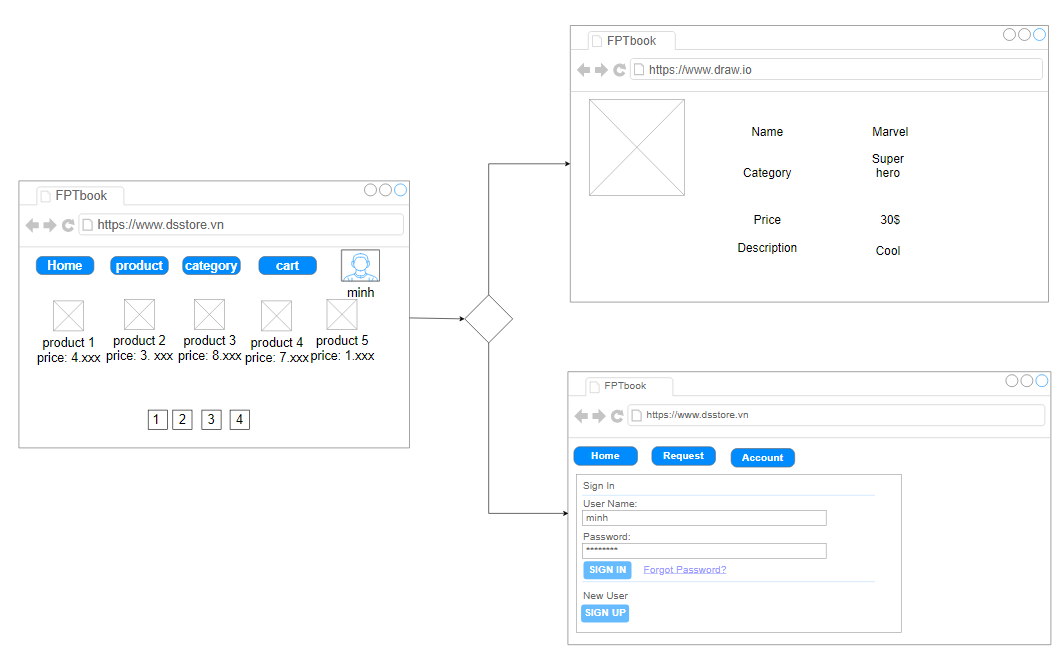 FPTbook
https://www.dsstore.vn
Home product category cart
minh
product 1 product 2 product 3 product 4 product 5
price: 4.xxx price: 3. xxx price: 8.xxx price: 7.xxx price: 1.xxx
1 2 3 4
FPTbook
https://www.draw.io
Name Marvel
Category Super
hero
Price 30$
Description Cool
FPTbook
https://www.dsstore.vn
Home Request Account
Sign In
User Name:
minh
Password:
********
SIGN IN Forgot Password?
New User
SIGN UP